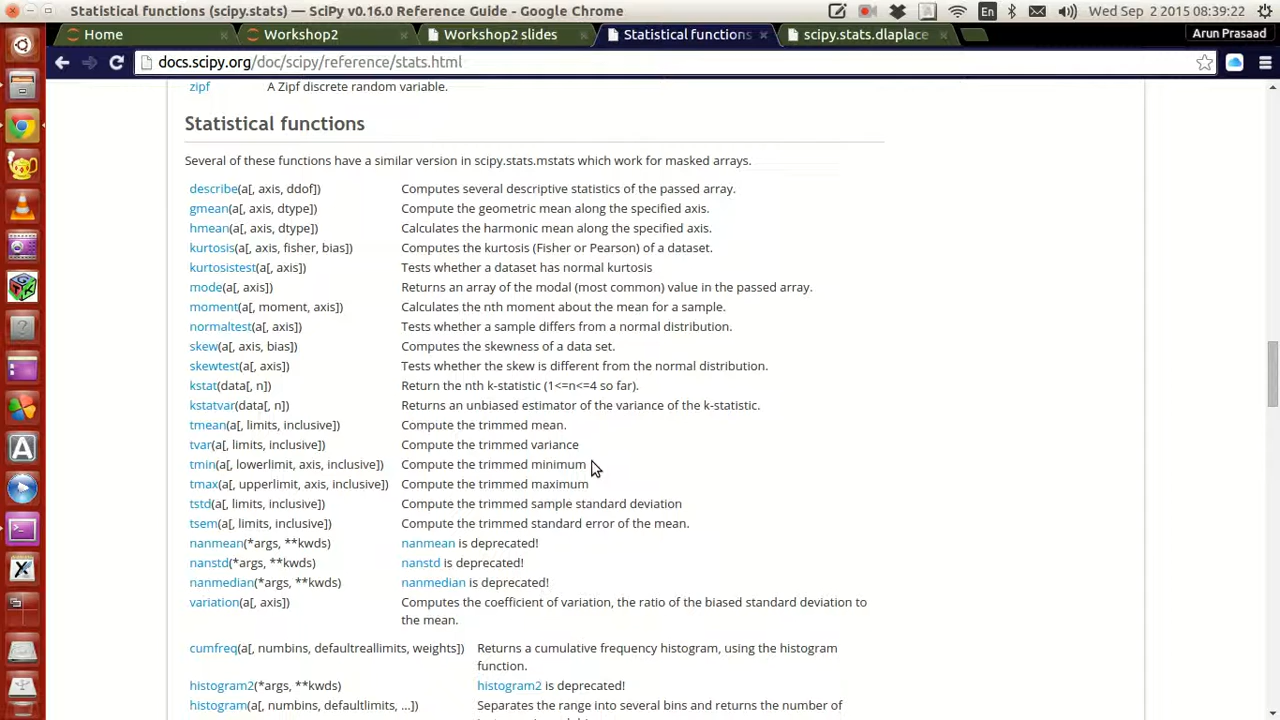 Statistical functions (scipy.stats) — SciPy v0.16.0 Reference Guide - Google Chrome
En
Wed Sep 2 2015 08:39:22
Home
Workshop2
Workshop2 slides
Statistical functions
scipy.stats.dlaplace
Arun Prasaad
docs.scipy.org/doc/scipy/reference/stats.html
zipf A Zipf discrete random variable.
Statistical functions
Several of these functions have a similar version in scipy.stats.mstats which work for masked arrays.
describe(a[, axis, ddof]) Computes several descriptive statistics of the passed array.
gmean(a[, axis, dtype]) Compute the geometric mean along the specified axis.
hmean(a[, axis, dtype]) Calculates the harmonic mean along the specified axis.
kurtosis(a[, axis, fisher, bias]) Computes the kurtosis (Fisher or Pearson) of a dataset.
kurtosistest(a[, axis]) Tests whether a dataset has normal kurtosis
mode(a[, axis]) Returns an array of the modal (most common) value in the passed array.
moment(a[, moment, axis]) Calculates the nth moment about the mean for a sample.
normaltest(a[, axis]) Tests whether a sample differs from a normal distribution.
skew(a[, axis, bias]) Computes the skewness of a data set.
skewtest(a[, axis]) Tests whether the skew is different from the normal distribution.
kstat(data[, n]) Return the nth k-statistic (1<=n<=4 so far).
kstatvar(data[, n]) Returns an unbiased estimator of the variance of the k-statistic.
tmean(a[, limits, inclusive]) Compute the trimmed mean.
tvar(a[, limits, inclusive]) Compute the trimmed variance
tmin(a[, lowerlimit, axis, inclusive]) Compute the trimmed minimum
tmax(a[, upperlimit, axis, inclusive]) Compute the trimmed maximum
tstd(a[, limits, inclusive]) Compute the trimmed sample standard deviation
tsem(a[, limits, inclusive]) Compute the trimmed standard error of the mean.
nanmean(*args, **kwds) nanmean is deprecated!
nanstd(*args, **kwds) nanstd is deprecated!
nanmedian(*args, **kwds) nanmedian is deprecated!
variation(a[, axis]) Computes the coefficient of variation, the ratio of the biased standard deviation to
the mean.
cumfreq(a[, numbins, defaultreallimits, weights]) Returns a cumulative frequency histogram, using the histogram
function.
histogram2(*args, **kwds) histogram2 is deprecated!
histogram(a[, numbins, defaultlimits, ...]) Separates the range into several bins and returns the number of